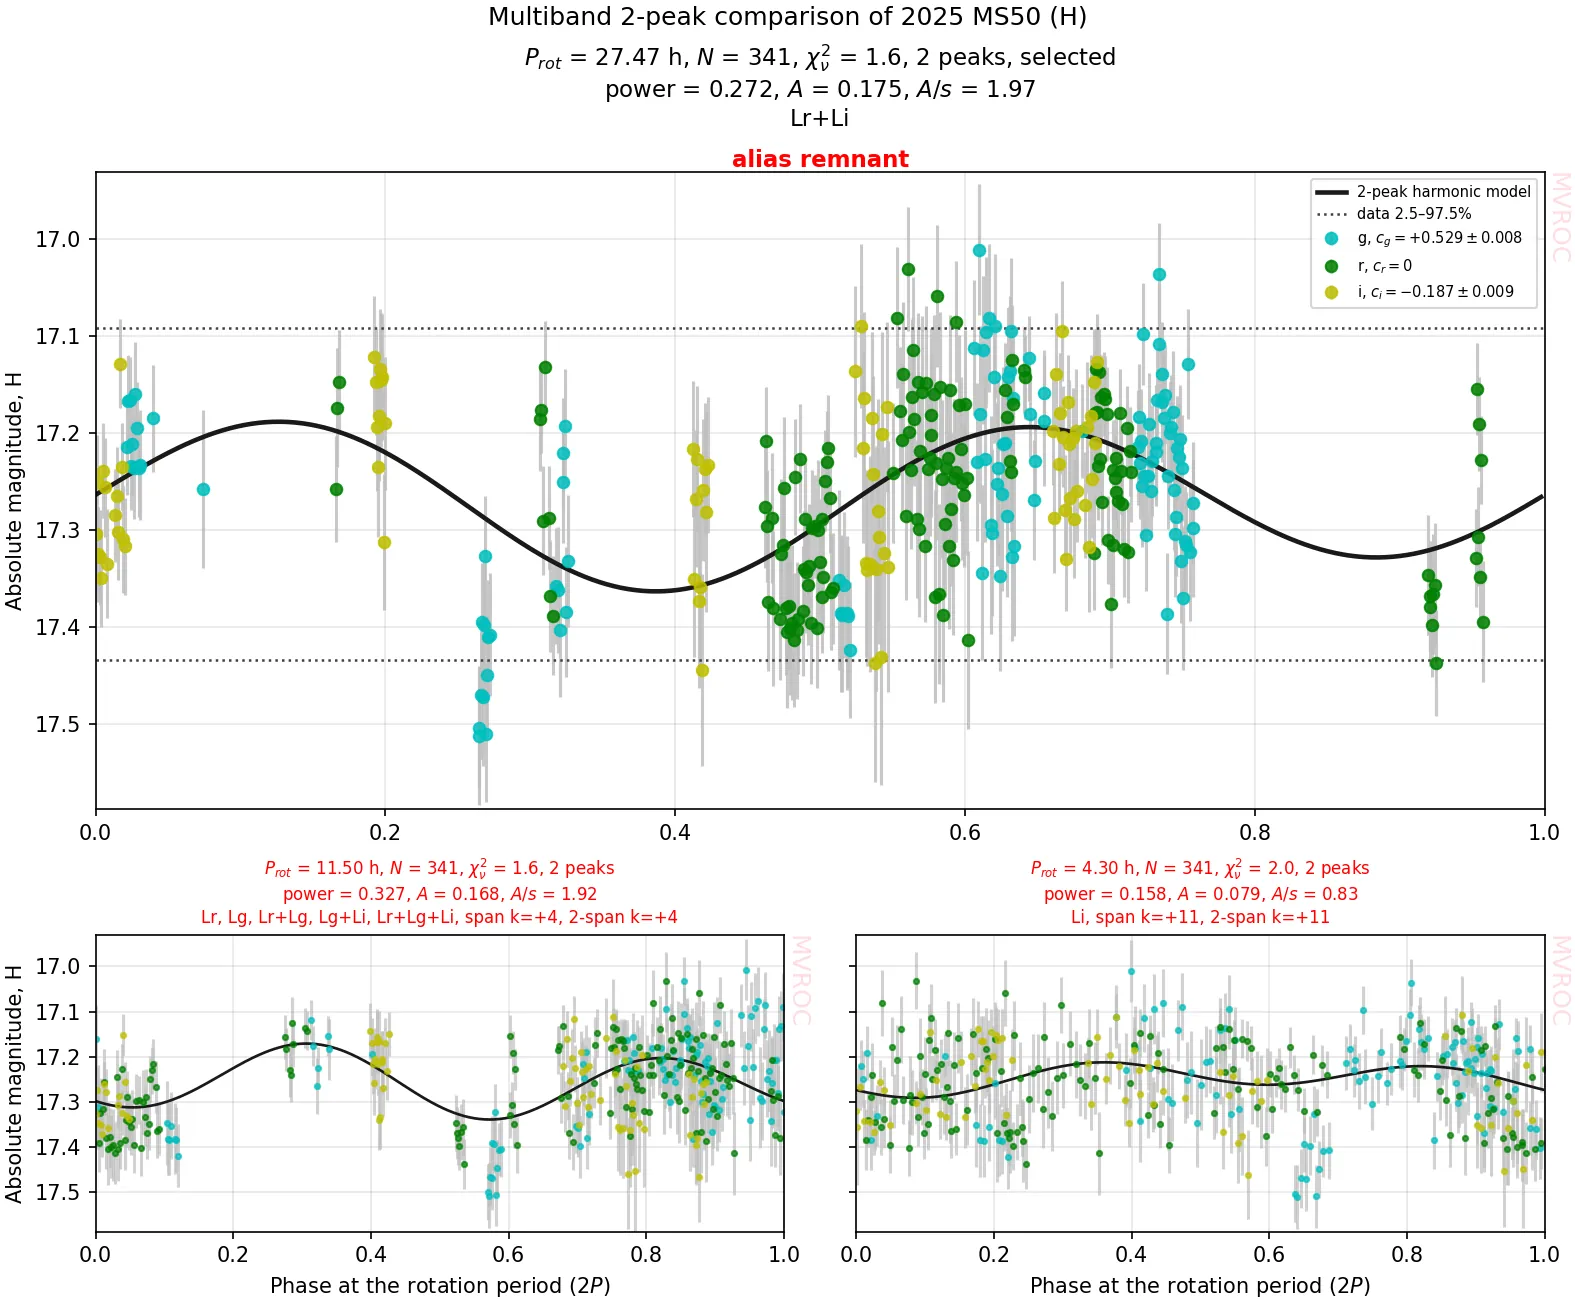 Multiband 2-peak comparison of 2025 MS50 (H)
P_rot = 27.47 h, N = 341, χ²_ν = 1.6, 2 peaks, selected
power = 0.272, A = 0.175, A/s = 1.97
Lr+Li
alias remnant
2-peak harmonic model
data 2.5–97.5%
g, c_g = +0.529 ± 0.008
r, c_r = 0
i, c_i = −0.187 ± 0.009
MVROC
Absolute magnitude, H
17.0
17.1
17.2
17.3
17.4
17.5
0.0 0.2 0.4 0.6 0.8 1.0
P_rot = 11.50 h, N = 341, χ²_ν = 1.6, 2 peaks
power = 0.327, A = 0.168, A/s = 1.92
Lr, Lg, Lr+Lg, Lg+Li, Lr+Lg+Li, span k=+4, 2-span k=+4
MVROC
Absolute magnitude, H
17.0
17.1
17.2
17.3
17.4
17.5
0.0 0.2 0.4 0.6 0.8 1.0
Phase at the rotation period (2P)
P_rot = 4.30 h, N = 341, χ²_ν = 2.0, 2 peaks
power = 0.158, A = 0.079, A/s = 0.83
Li, span k=+11, 2-span k=+11
MVROC
0.0 0.2 0.4 0.6 0.8 1.0
Phase at the rotation period (2P)